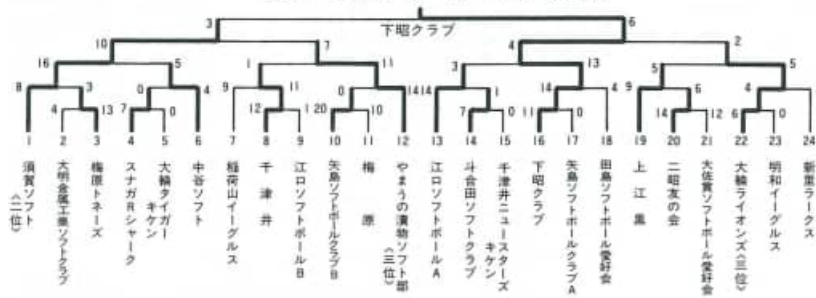 下昭クラブ
3
6
10
7
4
2
16
5
1
11
3
13
5
5
8
3
0
4
9
11
0
14
14
1
14
4
9
6
4
0
4
13
7
0
12
1
20
10
7
0
11
0
14
12
6
0
1 須賀ソフト(二位)
2 大明金属工業ソフトクラブ
3 梅原トネーズ
4 スナガRシャーク
5 大輪タイガー キケン
6 中谷ソフト
7 稲荷山イーグルス
8 千津井
9 江口ソフトボールB
10 矢島ソフトボールクラブB
11 梅原
12 やまうの漬物ソフト部(三位)
13 江口ソフトボールA
14 斗合田ソフトクラブ
15 千津井ニュースターズ キケン
16 下昭クラブ
17 矢島ソフトボールクラブA
18 田島ソフトボール愛好会
19 上江黒
20 二昭友の会
21 大佐貫ソフトボール愛好会
22 大輪ライオンズ(三位)
23 明和イーグルス
24 新里ラークス